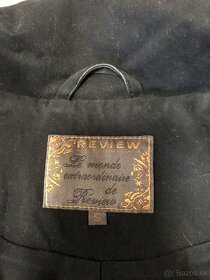 REVIEW
Le monde
extraordinaire
de
Review
S
bazos.sk